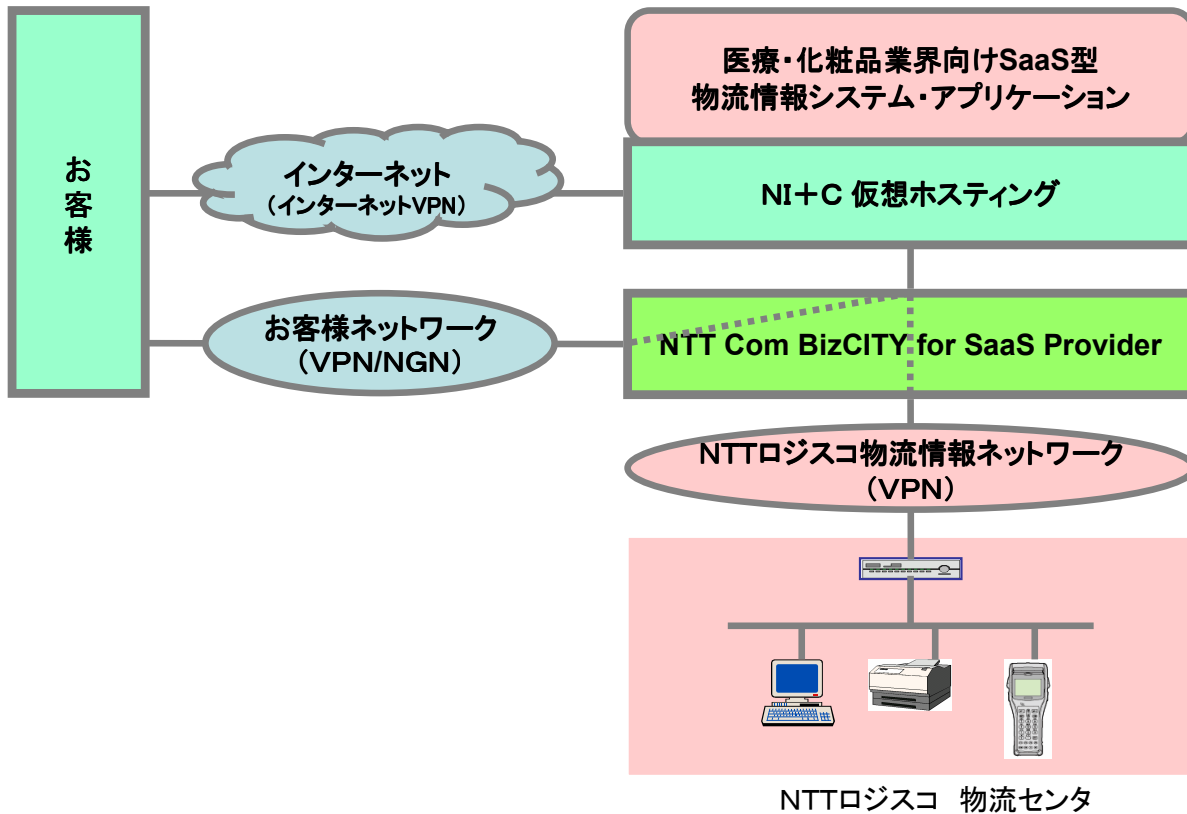 医療・化粧品業界向けSaaS型
物流情報システム・アプリケーション
お客様
インターネット
（インターネットVPN）
NI＋C 仮想ホスティング
お客様ネットワーク
（VPN/NGN）
NTT Com BizCITY for SaaS Provider
NTTロジスコ物流情報ネットワーク
（VPN）
NTTロジスコ　物流センタ